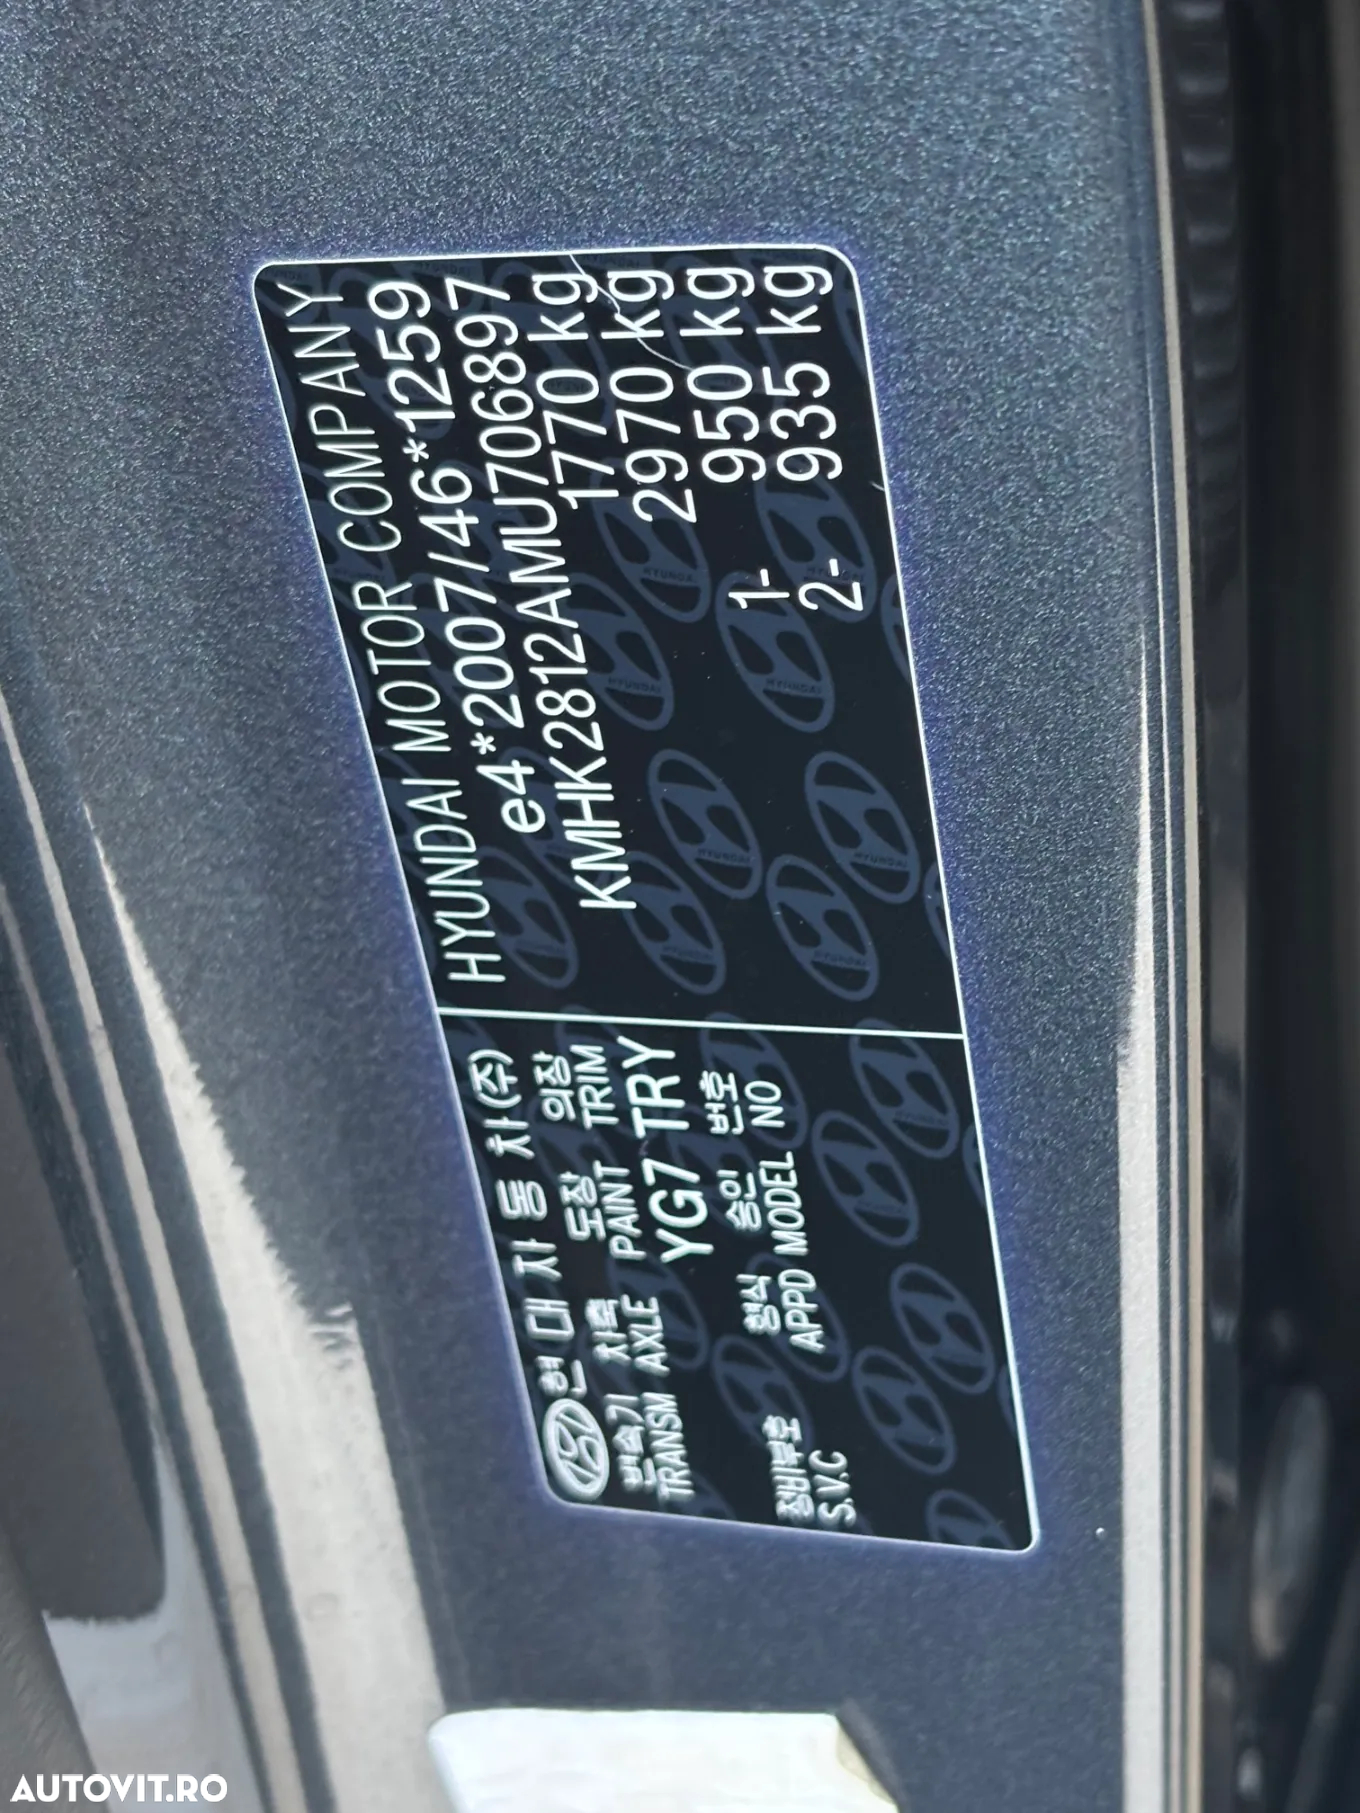 HYUNDAI MOTOR COMPANY
e4*2007/46*1259
KMHK2812AMU706897
1770 kg
2970 kg
1- 950 kg
2- 935 kg
현 대 자 동 차 (주)
변속기 차축 도장 의장
TRANSM AXLE PAINT TRIM
YG7 TRY
정비부호 형식 승인 번호
S.V.C APPD MODEL NO
AUTOVIT.RO